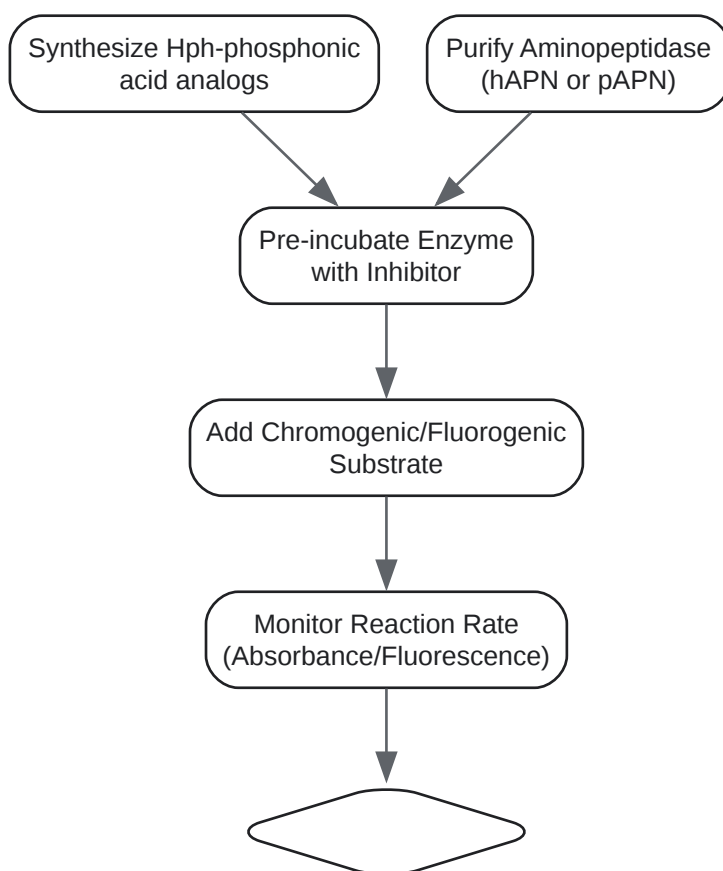 Synthesize Hph-phosphonic
acid analogs
Purify Aminopeptidase
(hAPN or pAPN)
Pre-incubate Enzyme
with Inhibitor
Add Chromogenic/Fluorogenic
Substrate
Monitor Reaction Rate
(Absorbance/Fluorescence)